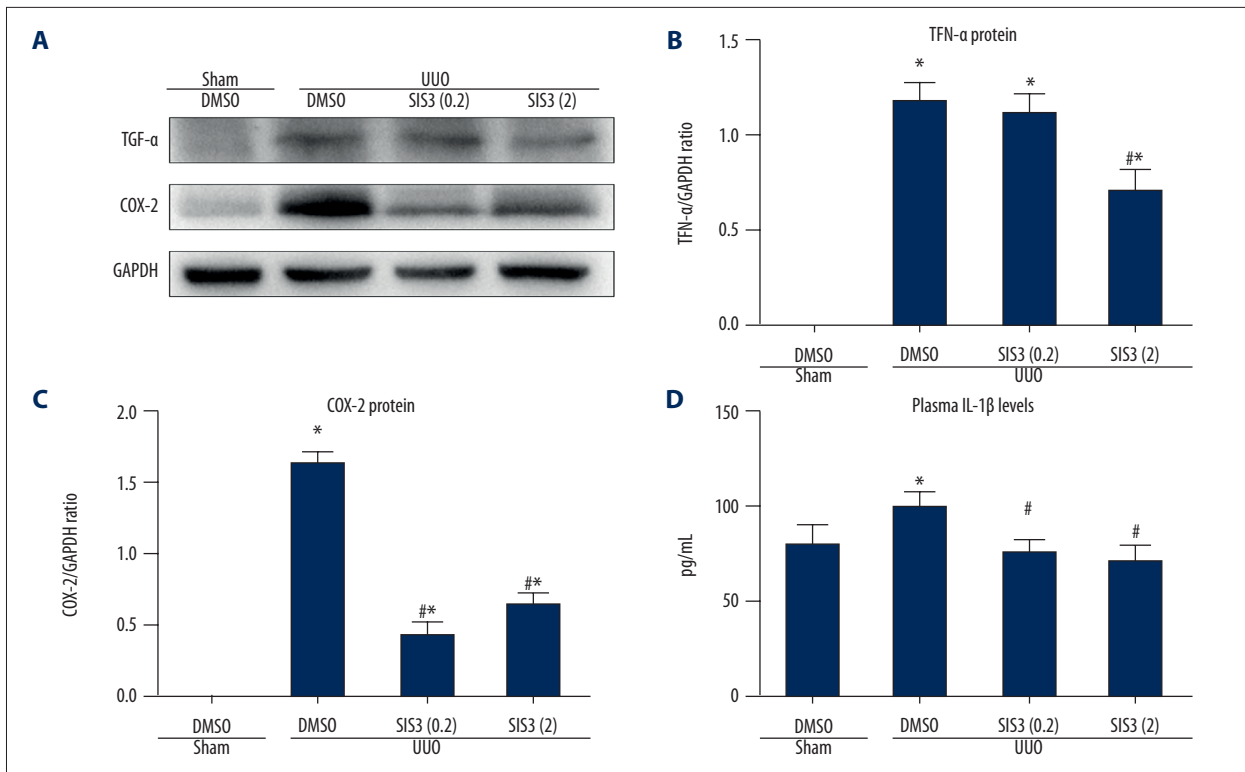 A
Sham UUO
DMSO DMSO SIS3 (0.2) SIS3 (2)
TGF-α
COX-2
GAPDH
B
TFN-α protein
TFN-α/GAPDH ratio
1.5
1.0
0.5
0.0
* * #*
DMSO DMSO SIS3 (0.2) SIS3 (2)
Sham UUO
C
COX-2 protein
COX-2/GAPDH ratio
2.0
1.5
1.0
0.5
0.0
* #* #*
DMSO DMSO SIS3 (0.2) SIS3 (2)
Sham UUO
D
Plasma IL-1β levels
pg/mL
150
100
50
0
* # #
DMSO DMSO SIS3 (0.2) SIS3 (2)
Sham UUO